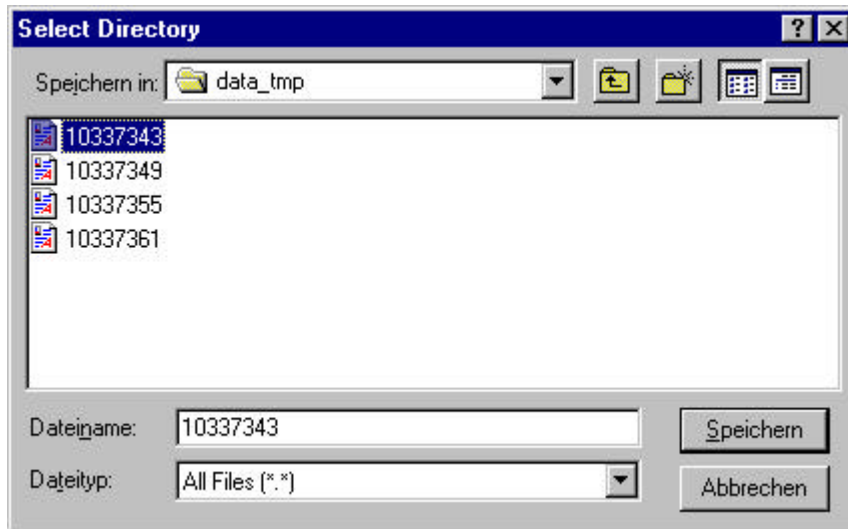 Select Directory
Speichern in: data_tmp
10337343
10337349
10337355
10337361
Dateiname: 10337343 Speichern
Dateityp: All Files (*.*) Abbrechen